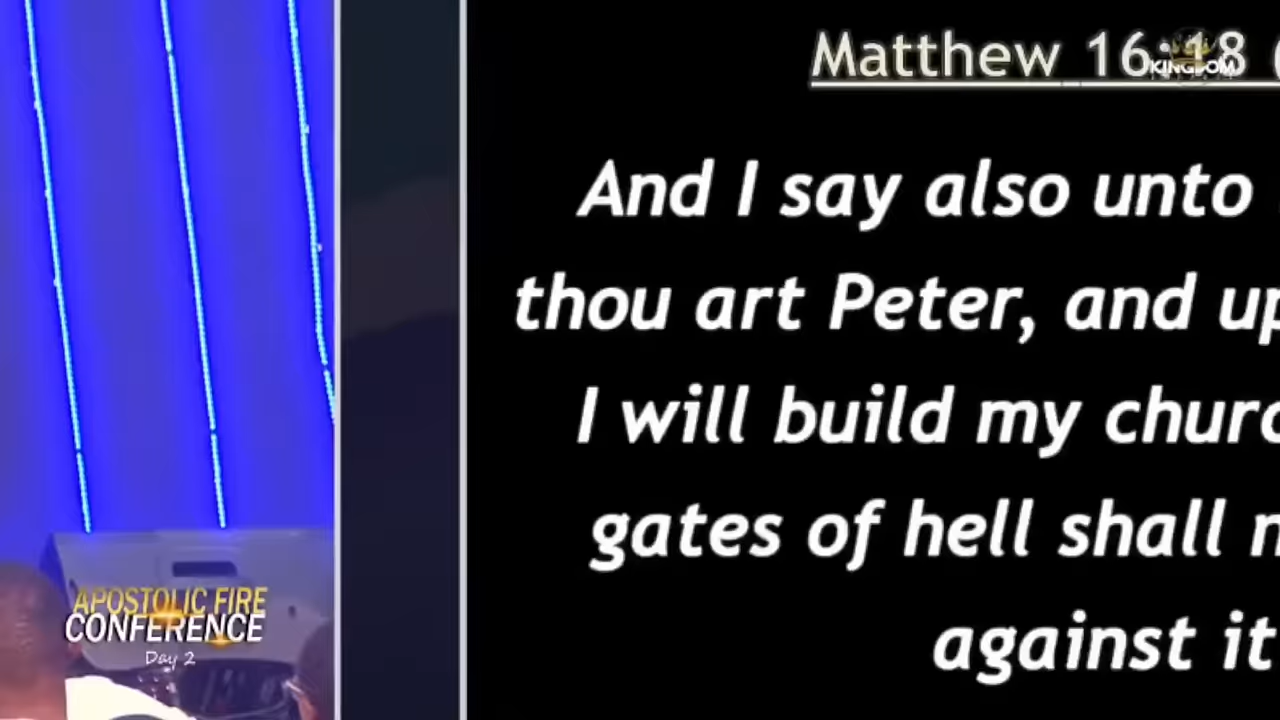 Matthew 16:18
KINGDOM
And I say also unto
thou art Peter, and up
I will build my churc
gates of hell shall n
against it
APOSTOLIC FIRE
CONFERENCE
Day 2